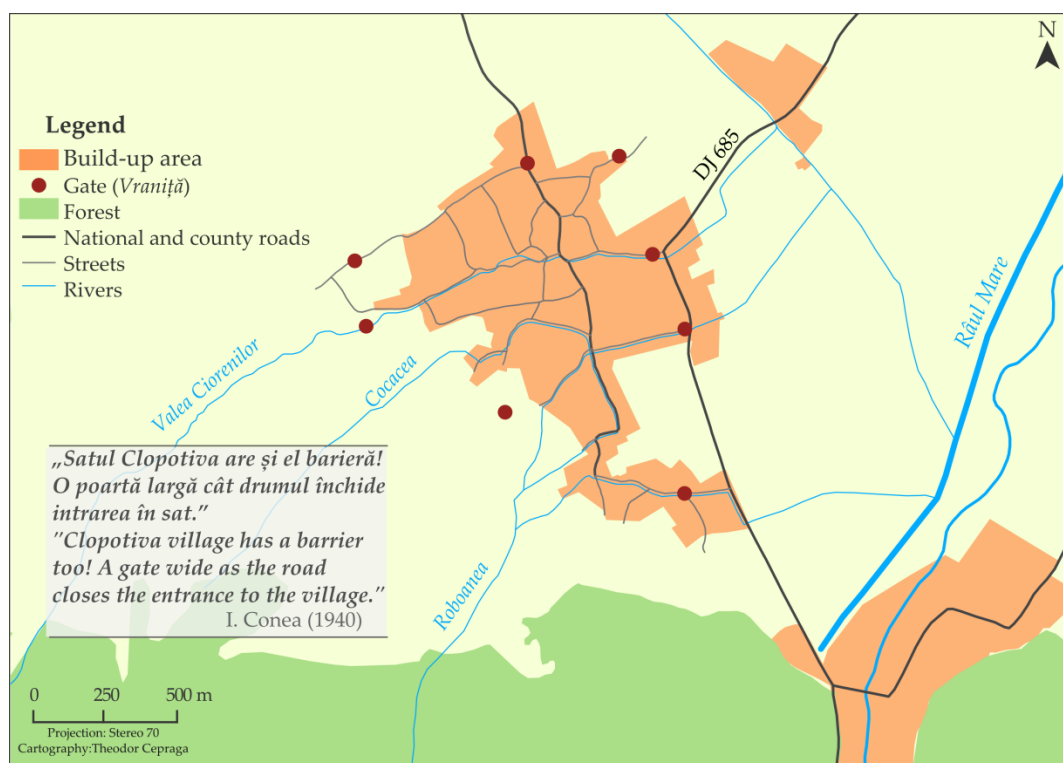 N
Legend
Build-up area
Gate (Vraniță)
Forest
National and county roads
Streets
Rivers
DJ 685
Râul Mare
Valea Ciorenilor
Cocacea
Roboanea
„Satul Clopotiva are și el barieră!
O poartă largă cât drumul închide
intrarea în sat.”
"Clopotiva village has a barrier
too! A gate wide as the road
closes the entrance to the village."
I. Conea (1940)
0 250 500 m
Projection: Stereo 70
Cartography:Theodor Cepraga